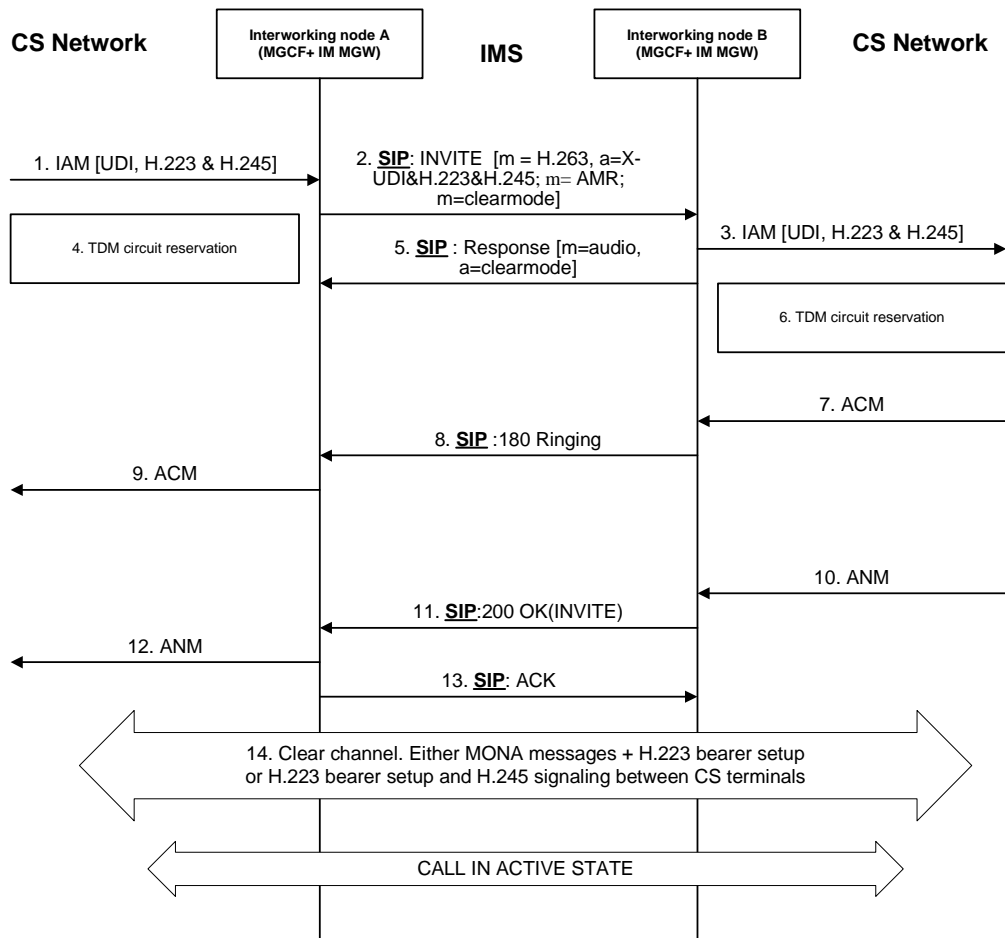 CS Network
Interworking node A
(MGCF+ IM MGW)
IMS
Interworking node B
(MGCF+ IM MGW)
CS Network
1. IAM [UDI, H.223 & H.245]
2. SIP: INVITE [m = H.263, a=X-
UDI&H.223&H.245; m= AMR;
m=clearmode]
3. IAM [UDI, H.223 & H.245]
4. TDM circuit reservation
5. SIP : Response [m=audio,
a=clearmode]
6. TDM circuit reservation
7. ACM
8. SIP :180 Ringing
9. ACM
10. ANM
11. SIP:200 OK(INVITE)
12. ANM
13. SIP: ACK
14. Clear channel. Either MONA messages + H.223 bearer setup
or H.223 bearer setup and H.245 signaling between CS terminals
CALL IN ACTIVE STATE